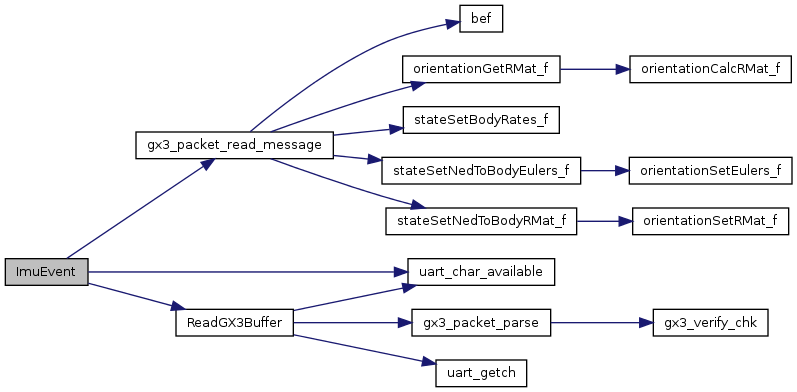 bef
orientationGetRMat_f
orientationCalcRMat_f
stateSetBodyRates_f
gx3_packet_read_message
stateSetNedToBodyEulers_f
orientationSetEulers_f
stateSetNedToBodyRMat_f
orientationSetRMat_f
ImuEvent
uart_char_available
ReadGX3Buffer
gx3_packet_parse
gx3_verify_chk
uart_getch